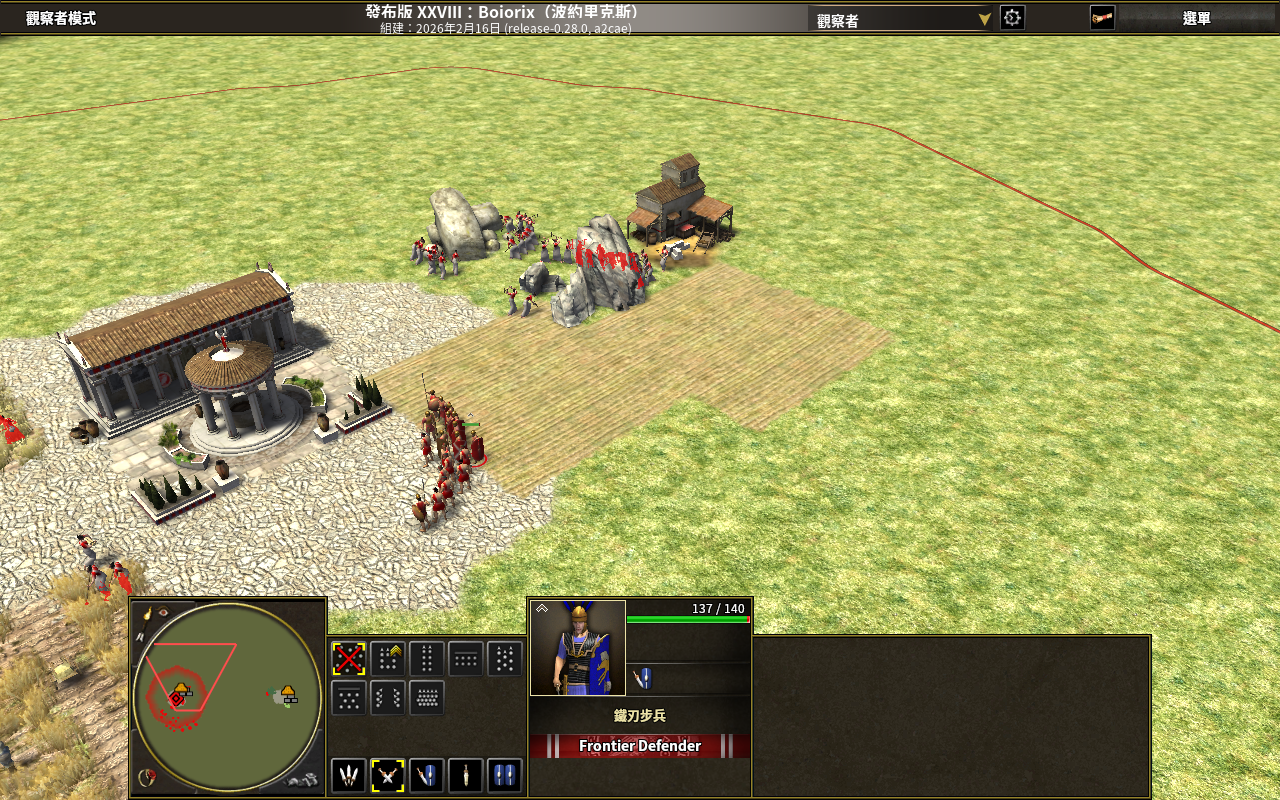 觀察者模式
發布版 XXVIII：Boiorix（波約里克斯）
組建：2026年2月16日 (release-0.28.0, a2cae)
觀察者
選單
137 / 140
鐵刃步兵
Frontier Defender